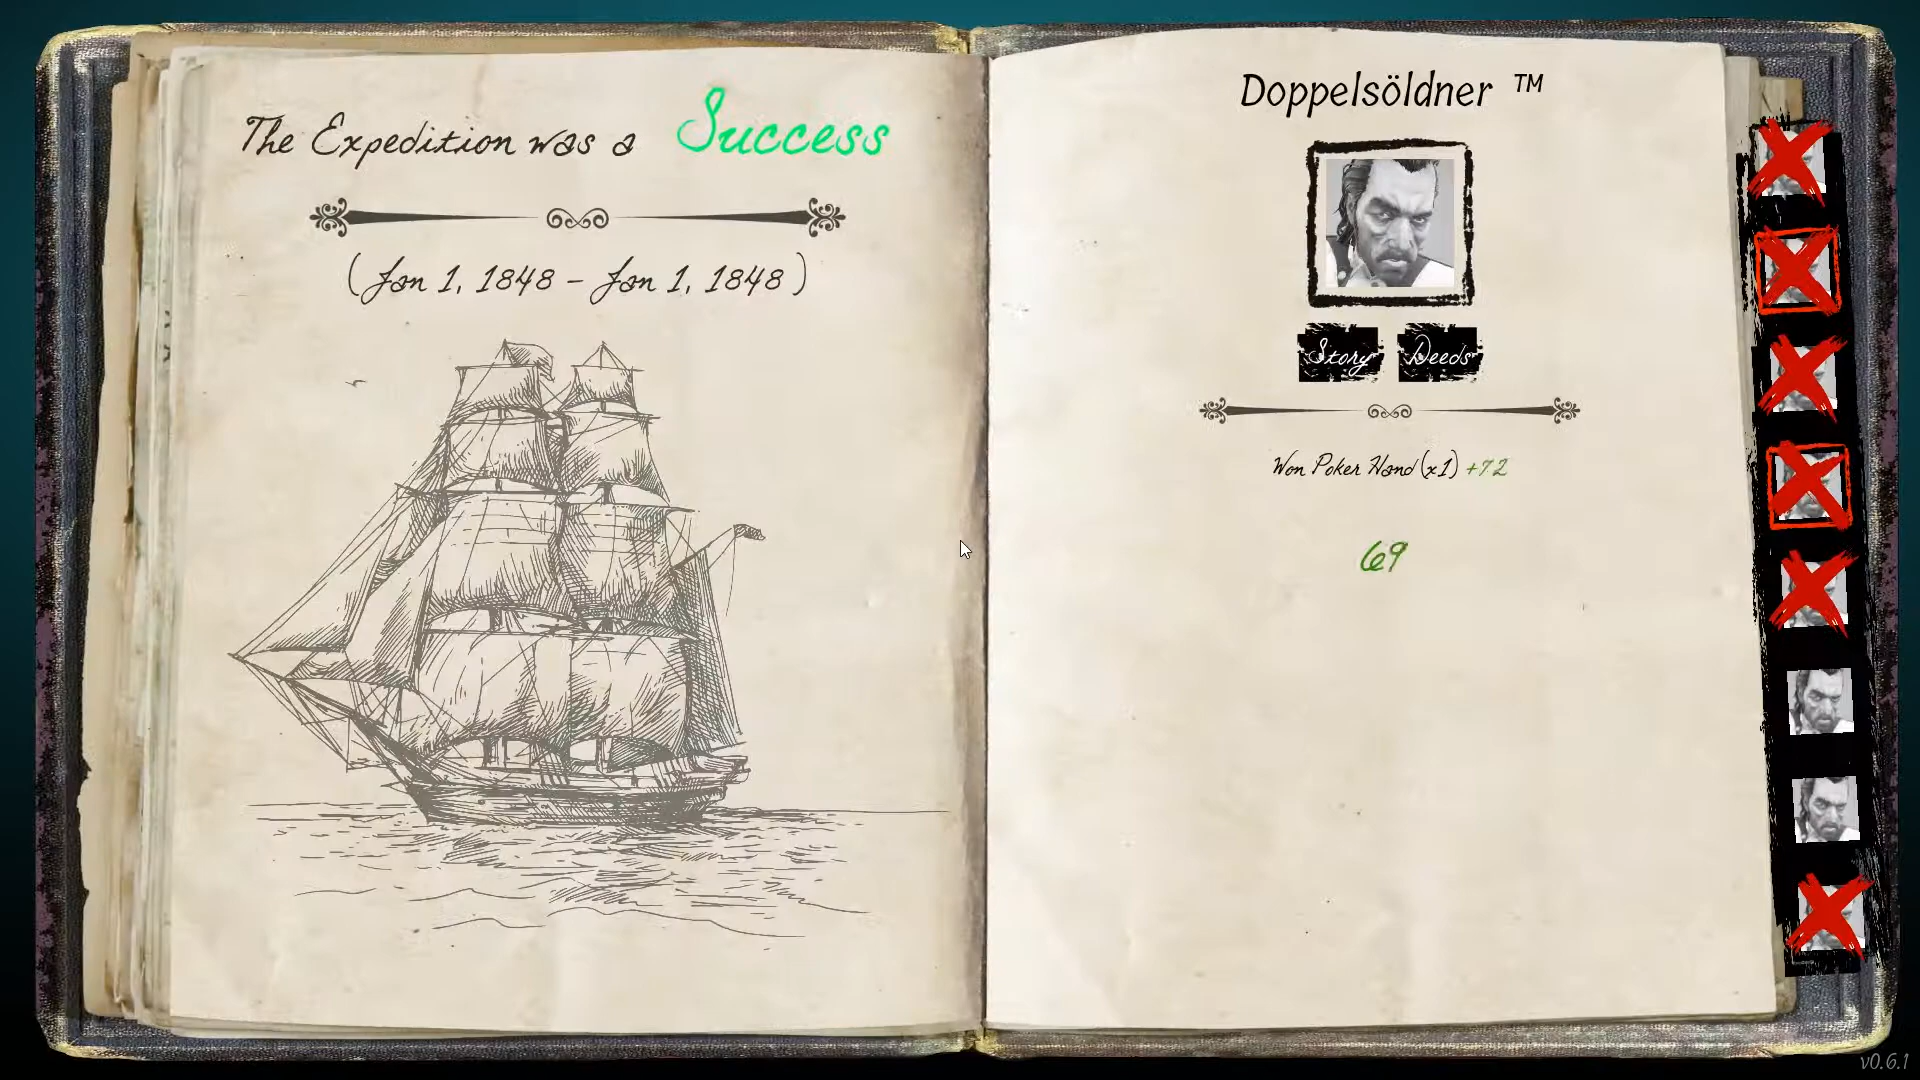 The Expedition was a Success
(Jan 1, 1848 - Jan 1, 1848)
Doppelsöldner ™
Story Deeds
Won Poker Hand (x1) +72
69
v0.6.1